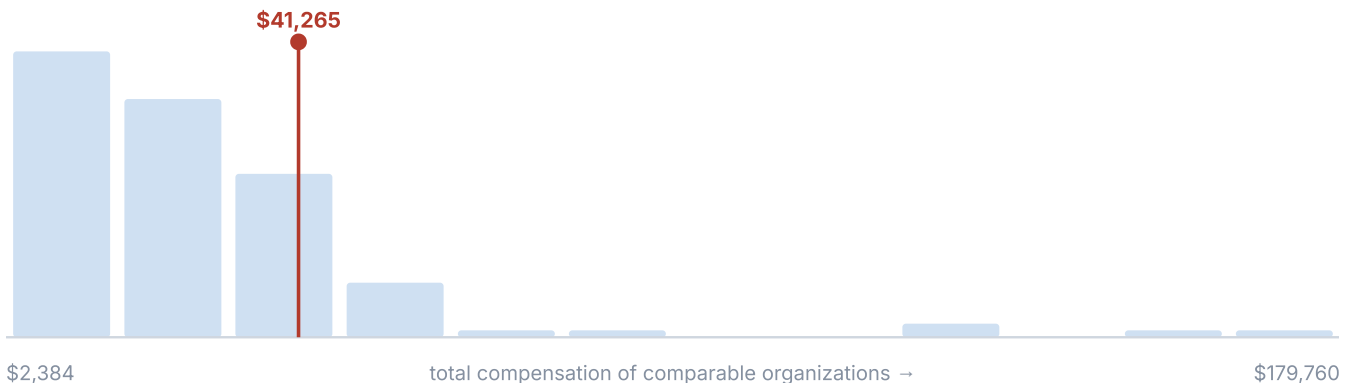 $41,265
$2,384
total compensation of comparable organizations →
$179,760